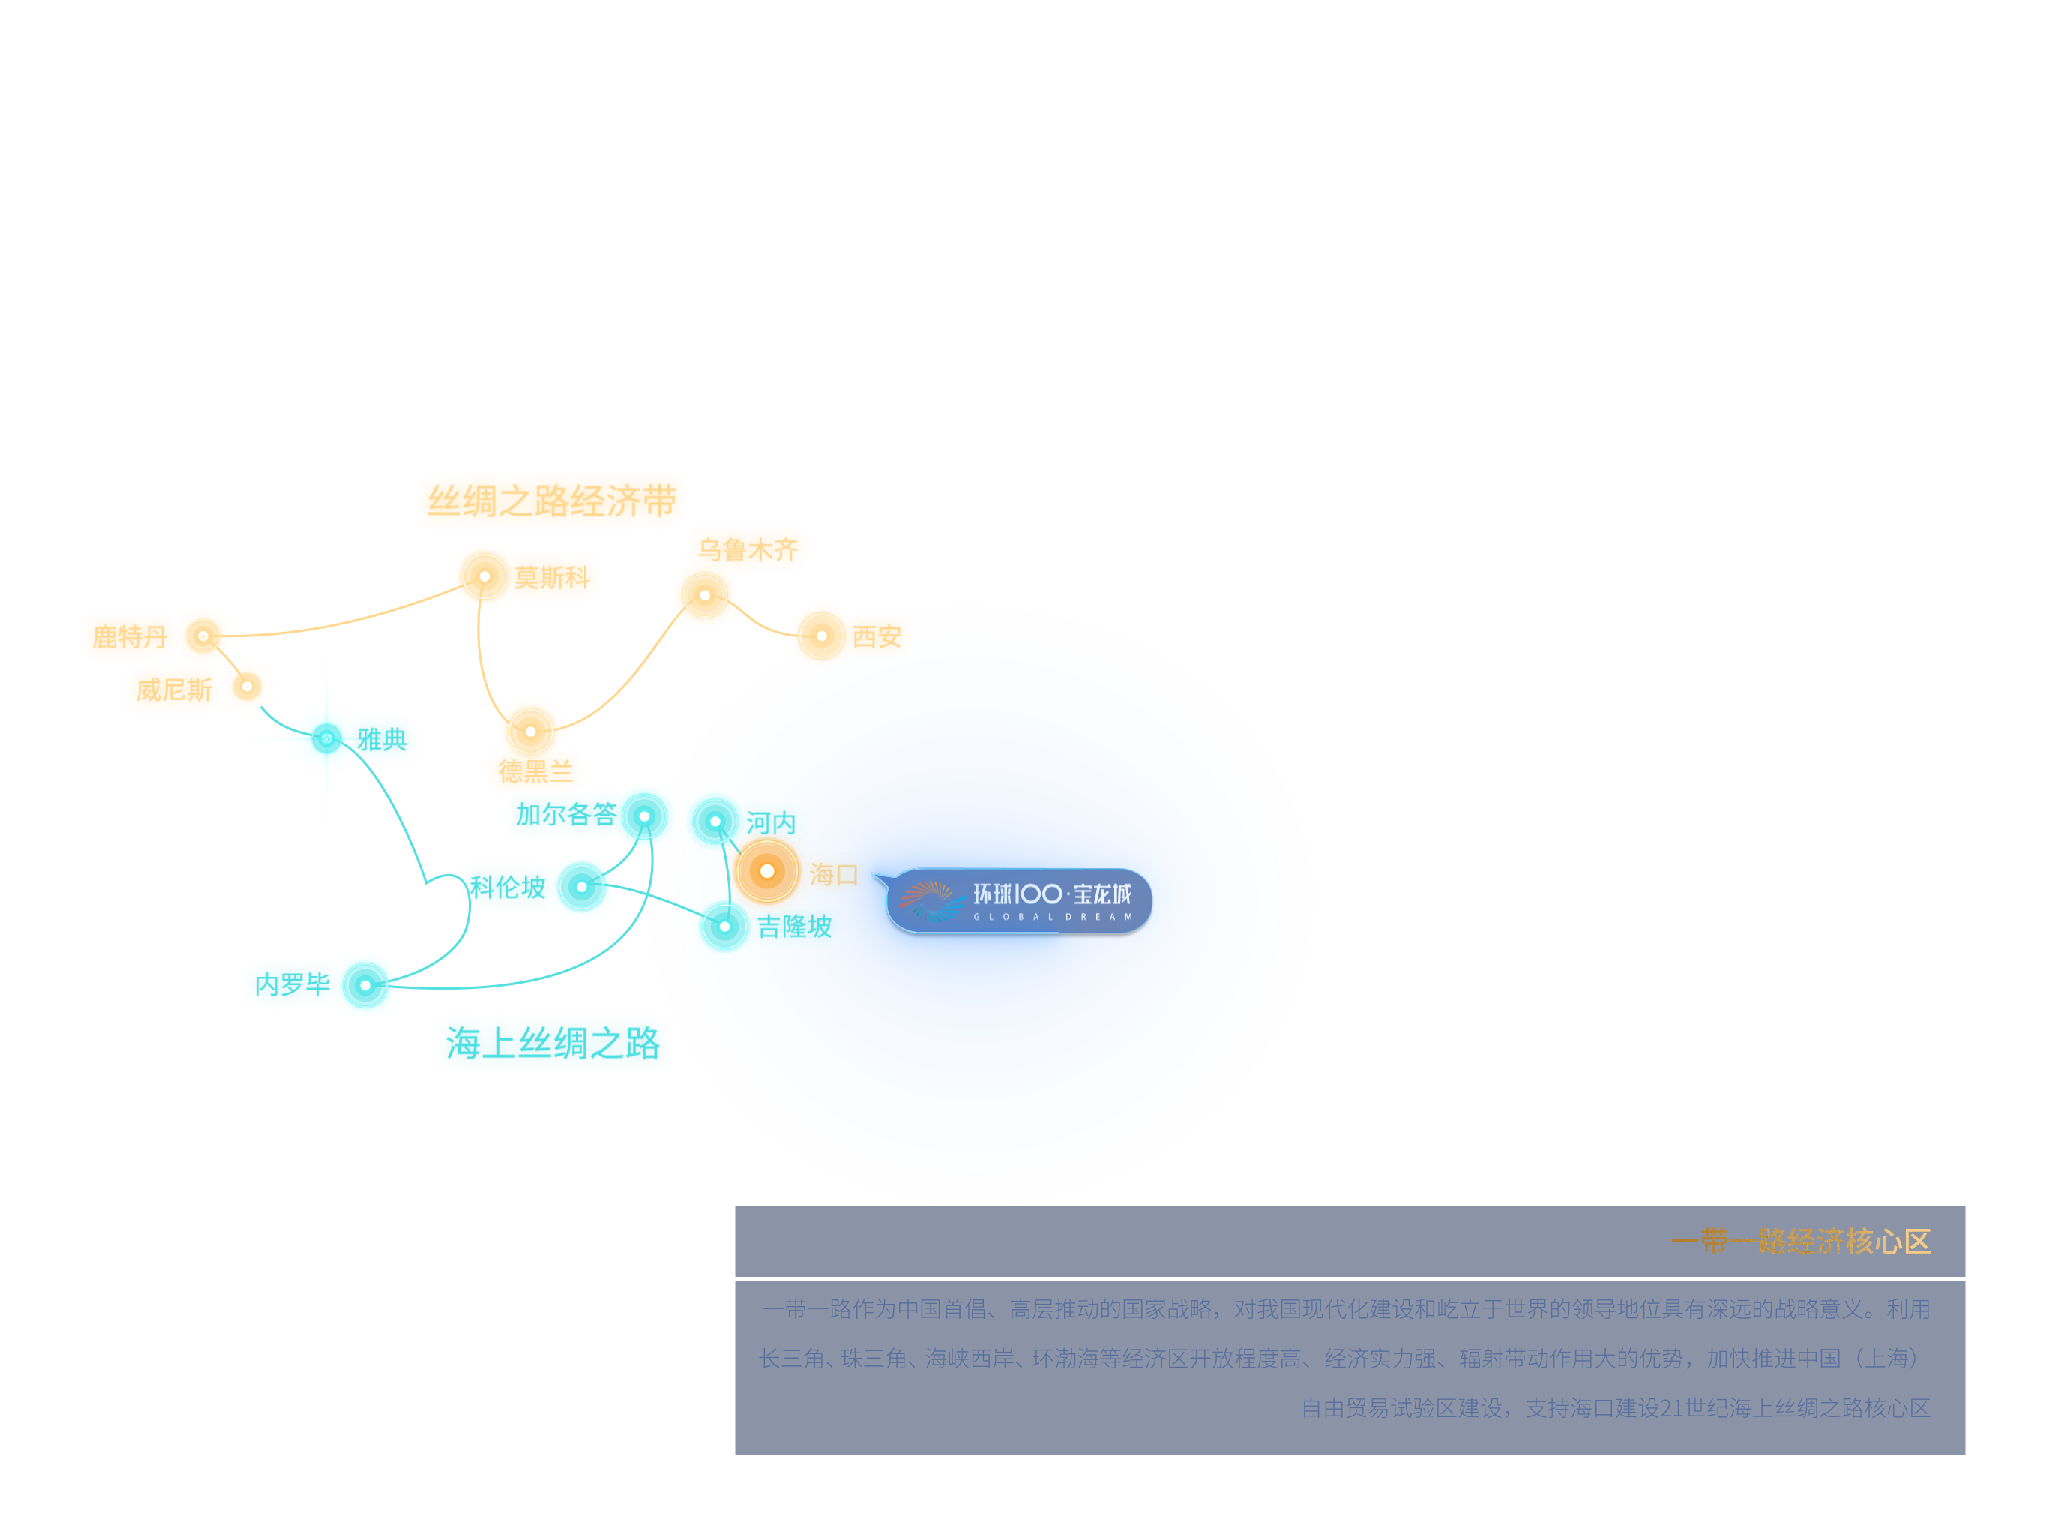 丝绸之路经济带
乌鲁木齐
莫斯科
鹿特丹
西安
威尼斯
雅典
德黑兰
加尔各答
河内
海口
科伦坡
环球100·宝龙城
GLOBAL DREAM
吉隆坡
内罗毕
海上丝绸之路
一带一路经济核心区
一带一路作为中国首倡、高层推动的国家战略，对我国现代化建设和屹立于世界的领导地位具有深远的战略意义。利用
长三角、珠三角、海峡西岸、环渤海等经济区开放程度高、经济实力强、辐射带动作用大的优势，加快推进中国（上海）
自由贸易试验区建设，支持海口建设21世纪海上丝绸之路核心区